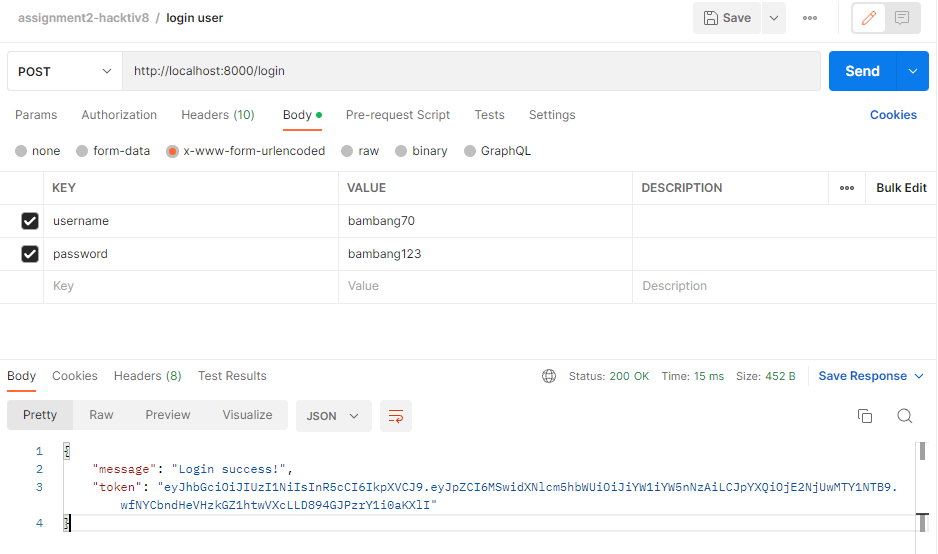 assignment2-hacktiv8 / login user Save
POST http://localhost:8000/login Send
Params Authorization Headers (10) Body Pre-request Script Tests Settings Cookies
none form-data x-www-form-urlencoded raw binary GraphQL
KEY VALUE DESCRIPTION Bulk Edit
username bambang70
password bambang123
Key Value Description
Body Cookies Headers (8) Test Results Status: 200 OK Time: 15 ms Size: 452 B Save Response
Pretty Raw Preview Visualize JSON
1 {
2 "message": "Login success!",
3 "token": "eyJhbGciOiJIUzI1NiIsInR5cCI6IkpXVCJ9.eyJpZCI6MSwidXNlcm5hbWUiOiJiYW1iYW5nNzAiLCJpYXQiOjE2NjUwMTY1NTB9.
wfNYCbndHeVHzkGZ1htwVXcLLD894GJPzrY1i0aKXlI"
4 }